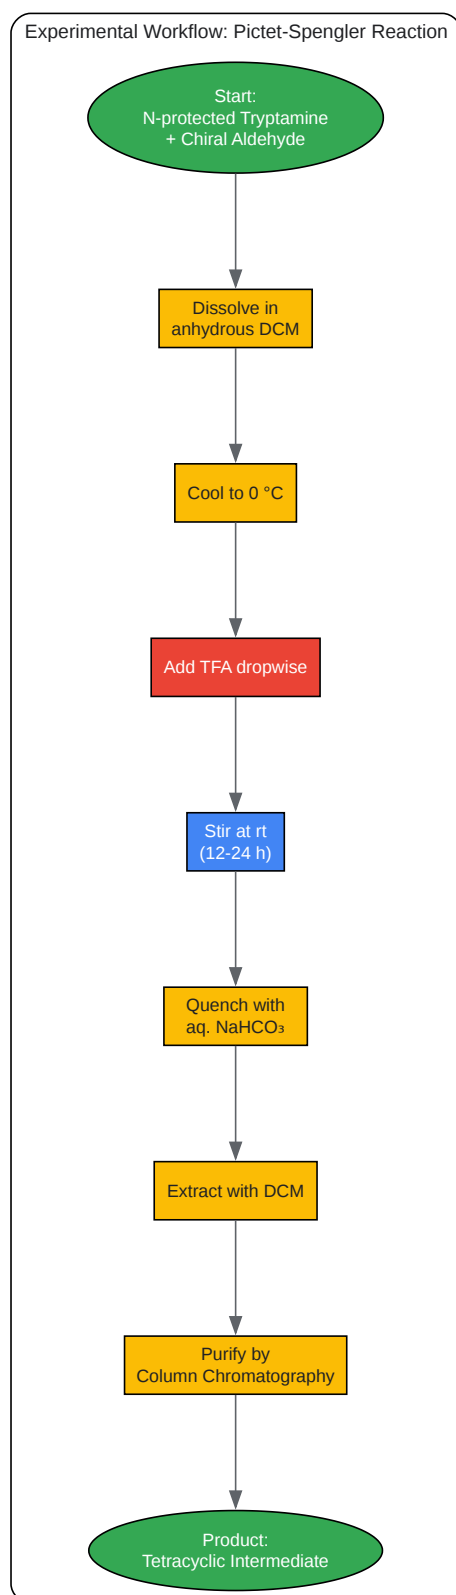 Experimental Workflow: Pictet-Spengler Reaction
Start:
N-protected Tryptamine
+ Chiral Aldehyde
Dissolve in
anhydrous DCM
Cool to 0 °C
Add TFA dropwise
Stir at rt
(12-24 h)
Quench with
aq. NaHCO₃
Extract with DCM
Purify by
Column Chromatography
Product:
Tetracyclic Intermediate